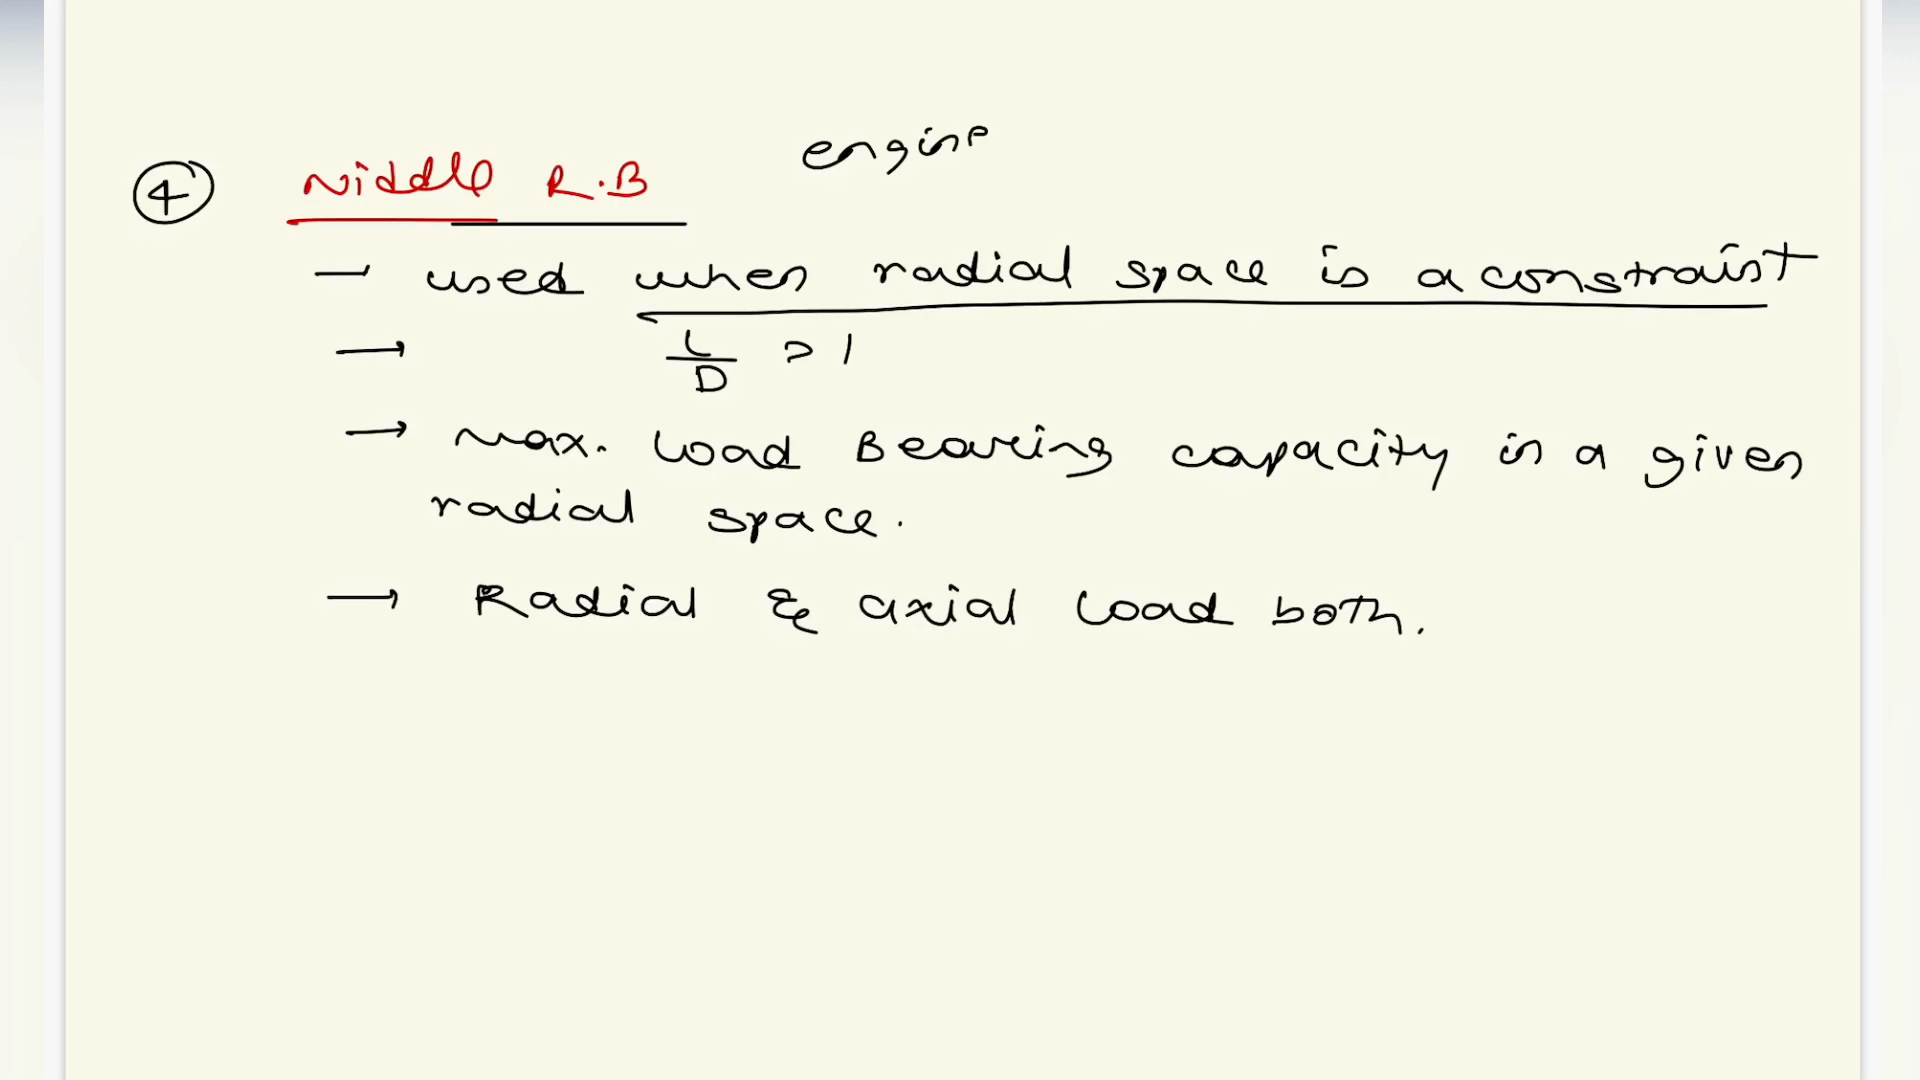 engine
④ Niddle R.B
- used when radial space is a constraint
→ L/D > 1
→ Max. Load Bearing capacity in a given
radial space.
→ Radial & axial Load both.